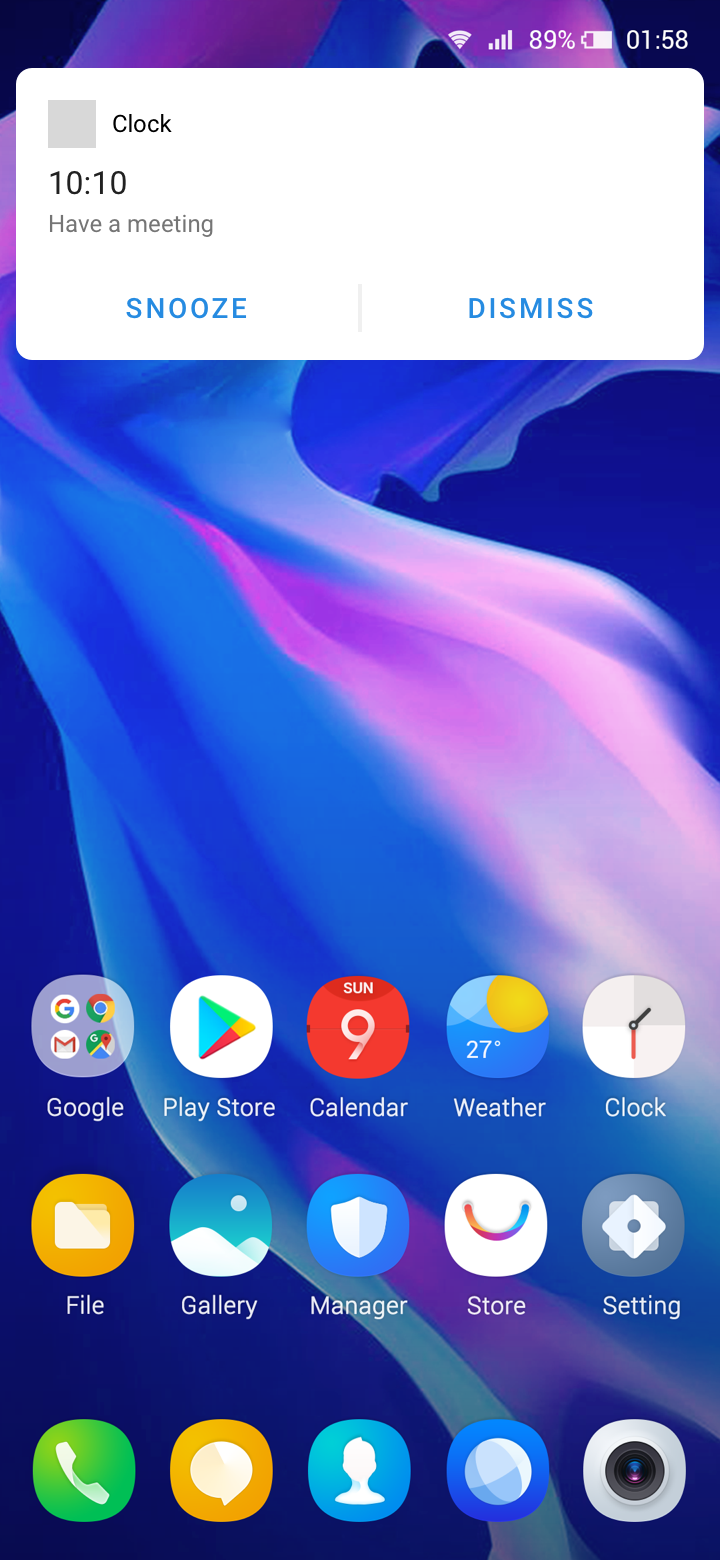 89% 01:58
Clock
10:10
Have a meeting
SNOOZE DISMISS
SUN
9
27°
Google Play Store Calendar Weather Clock
File Gallery Manager Store Setting